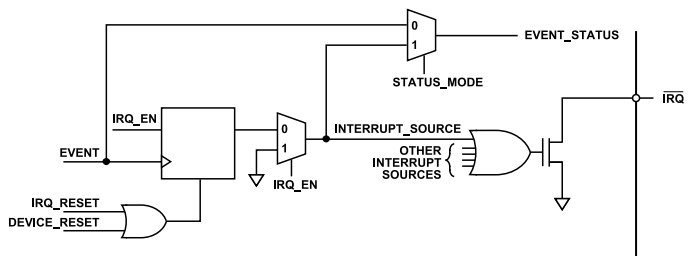 0
1
EVENT_STATUS
STATUS_MODE
IRQ
IRQ_EN
0
1
INTERRUPT_SOURCE
EVENT
OTHER
INTERRUPT
SOURCES
IRQ_EN
IRQ_RESET
DEVICE_RESET